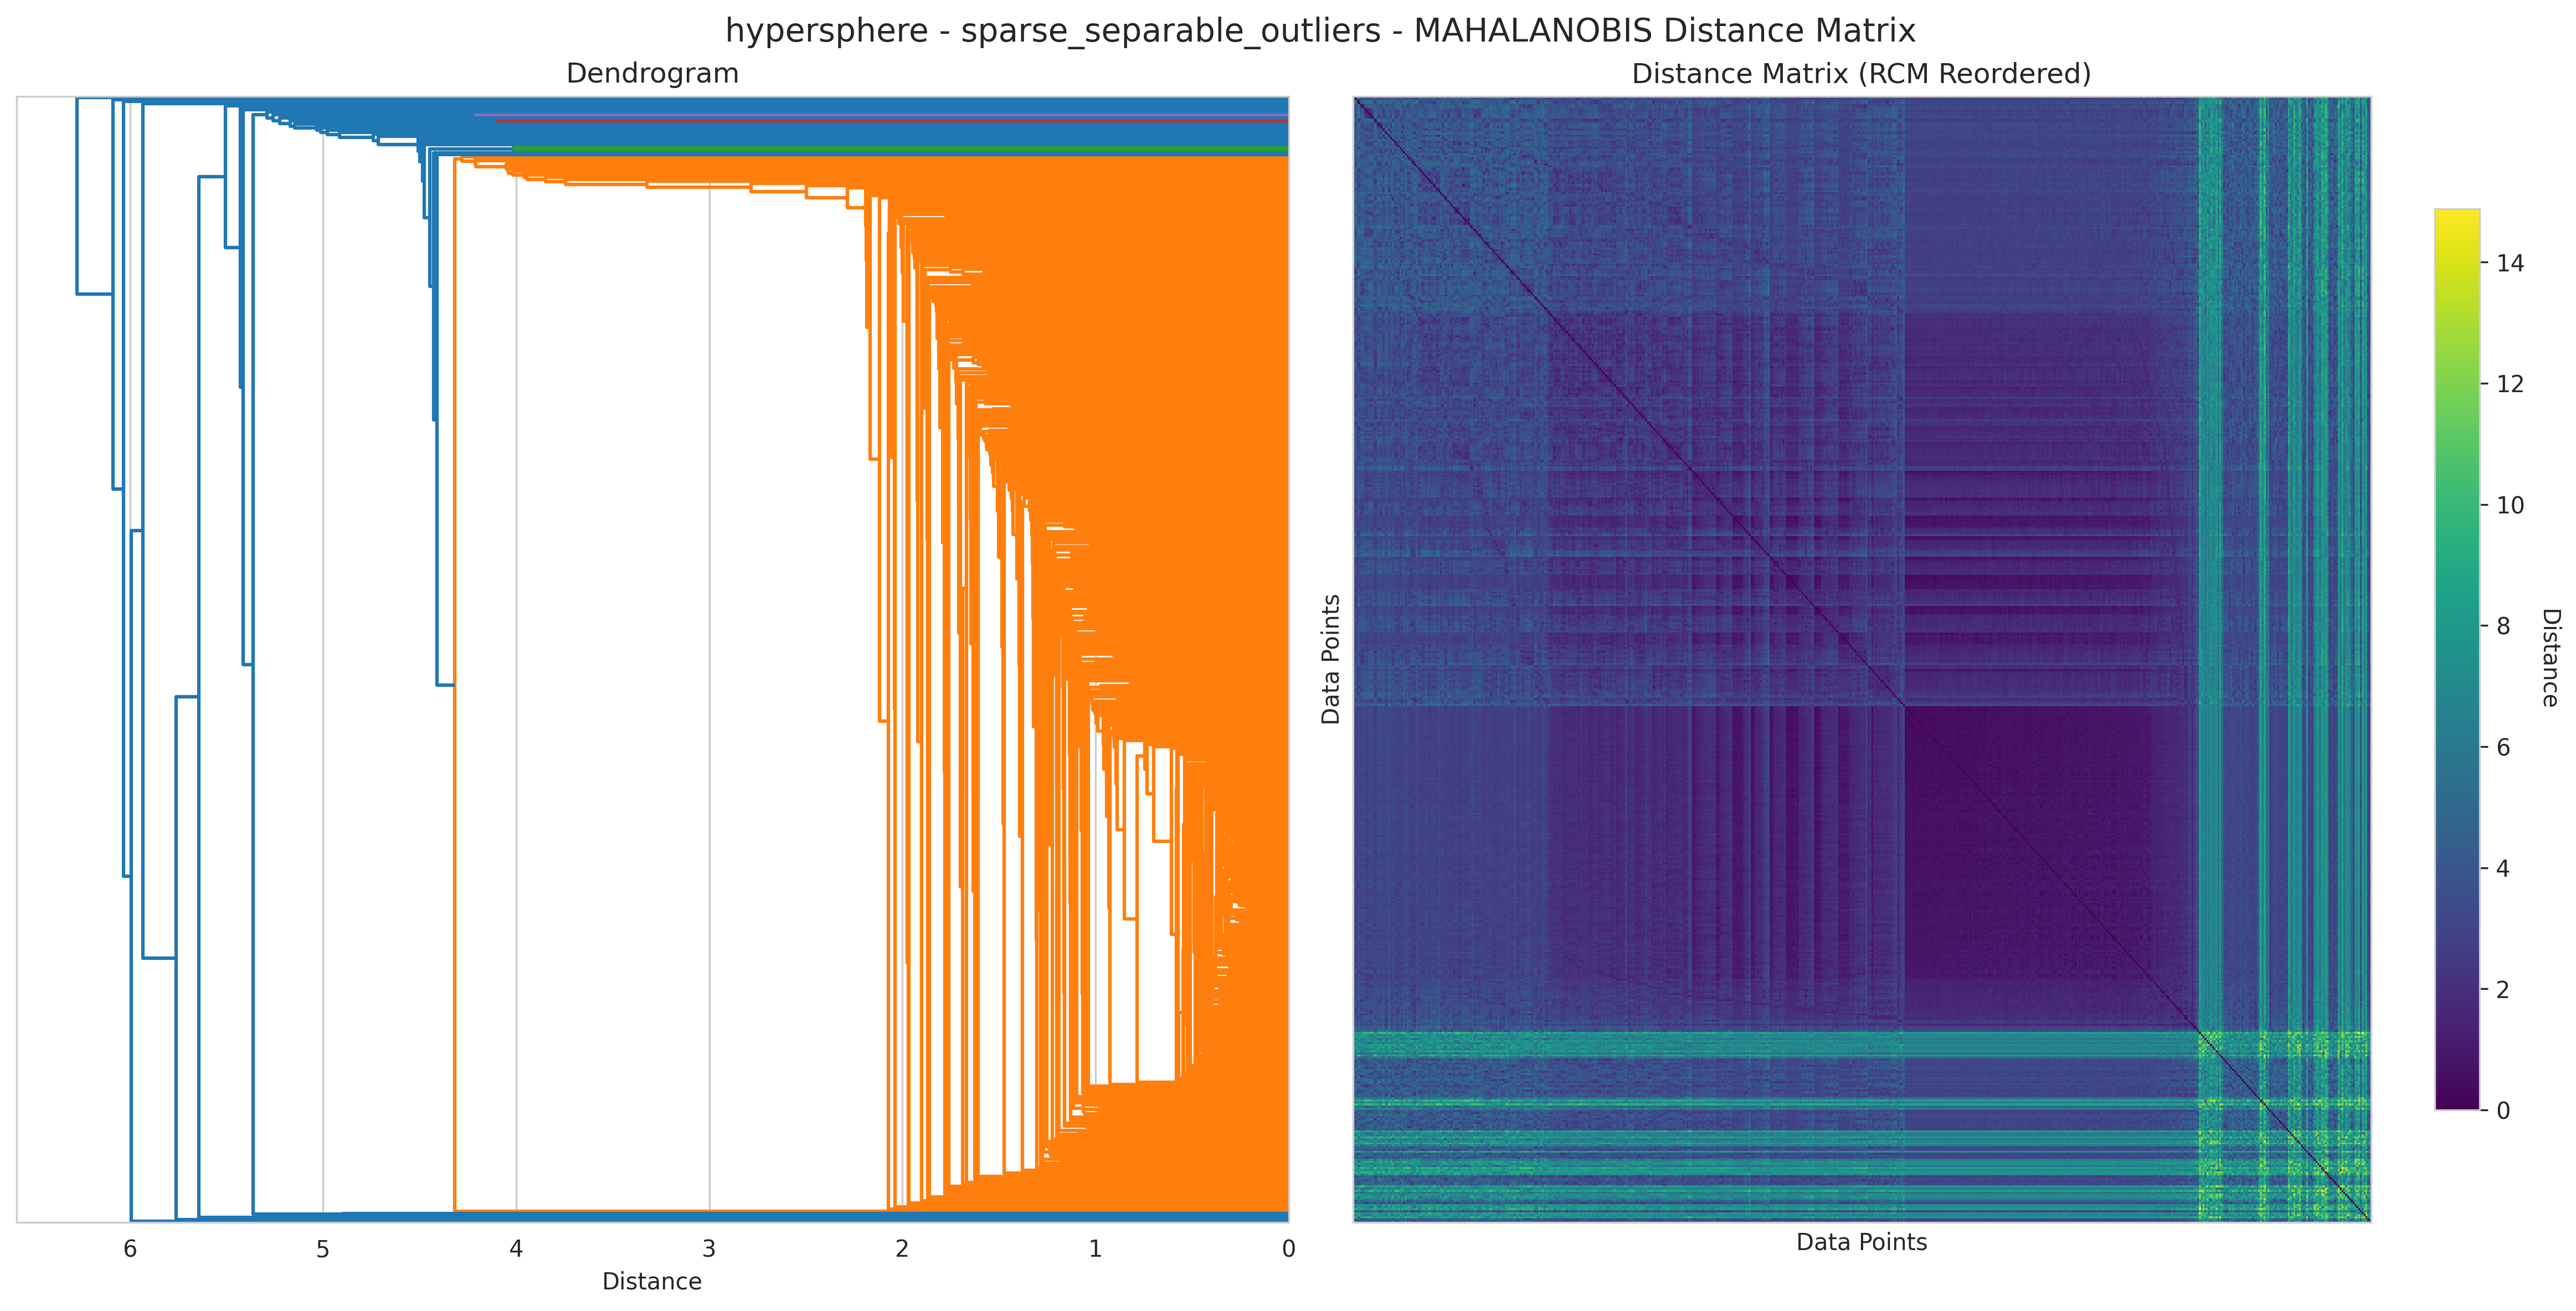 hypersphere - sparse_separable_outliers - MAHALANOBIS Distance Matrix
Dendrogram
Distance Matrix (RCM Reordered)
6 5 4 3 2 1 0
Distance
Data Points
Data Points
14
12
10
8
6
4
2
0
Distance